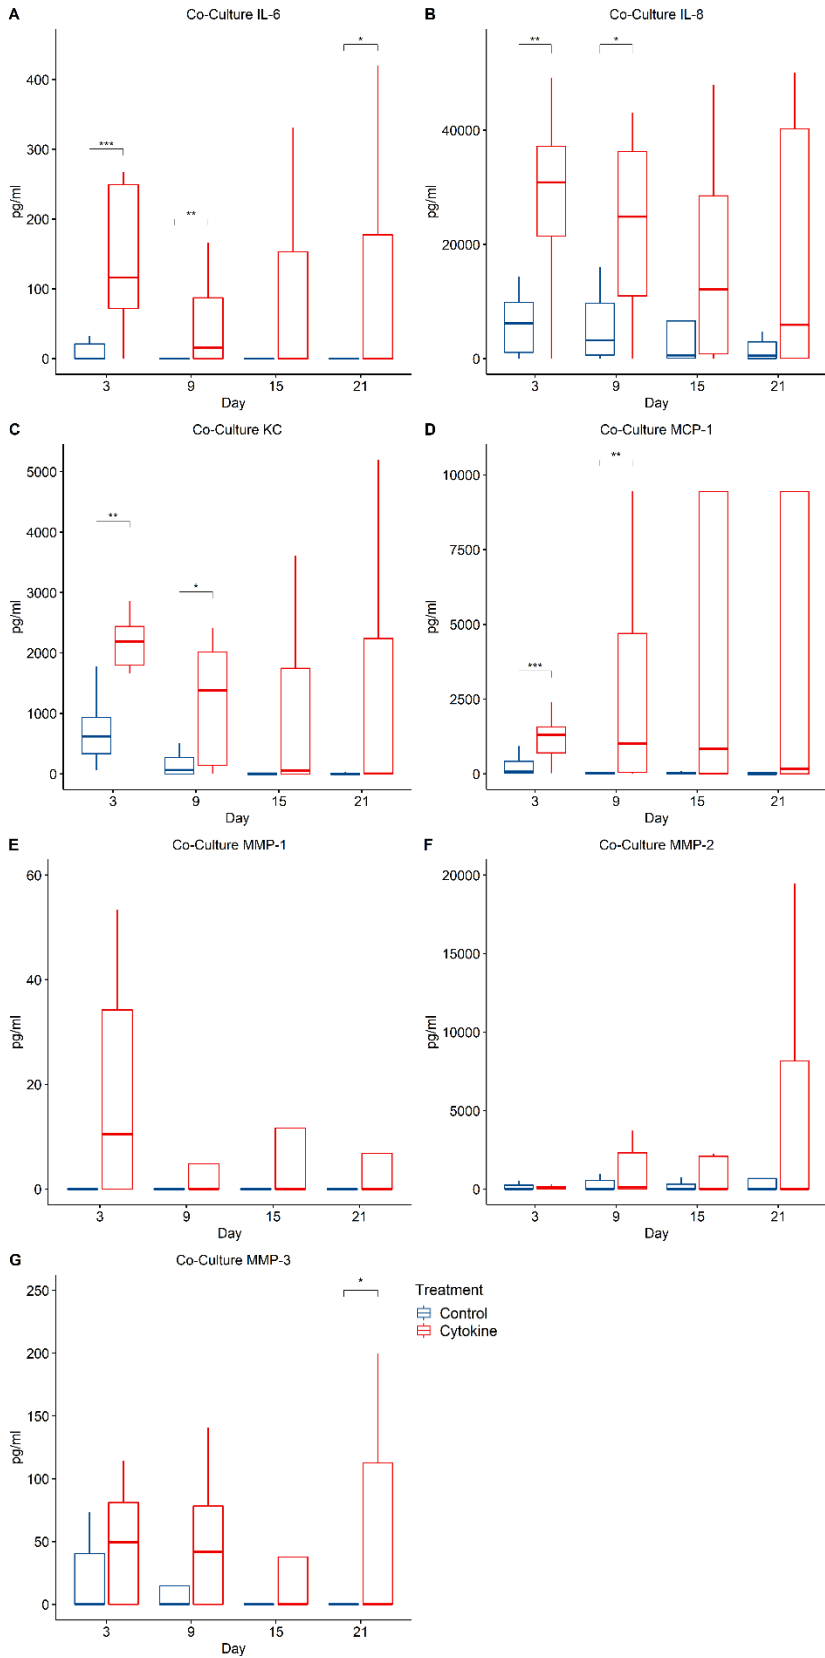 A
Co-Culture IL-6
pg/ml
400
300
200
100
0
***
**
*
3 9 15 21
Day
B
Co-Culture IL-8
pg/ml
40000
20000
0
**
*
3 9 15 21
Day
C
Co-Culture KC
pg/ml
5000
4000
3000
2000
1000
0
**
*
3 9 15 21
Day
D
Co-Culture MCP-1
pg/ml
10000
7500
5000
2500
0
***
**
3 9 15 21
Day
E
Co-Culture MMP-1
pg/ml
60
40
20
0
3 9 15 21
Day
F
Co-Culture MMP-2
pg/ml
20000
15000
10000
5000
0
3 9 15 21
Day
G
Co-Culture MMP-3
pg/ml
250
200
150
100
50
0
*
3 9 15 21
Day
Treatment
Control
Cytokine